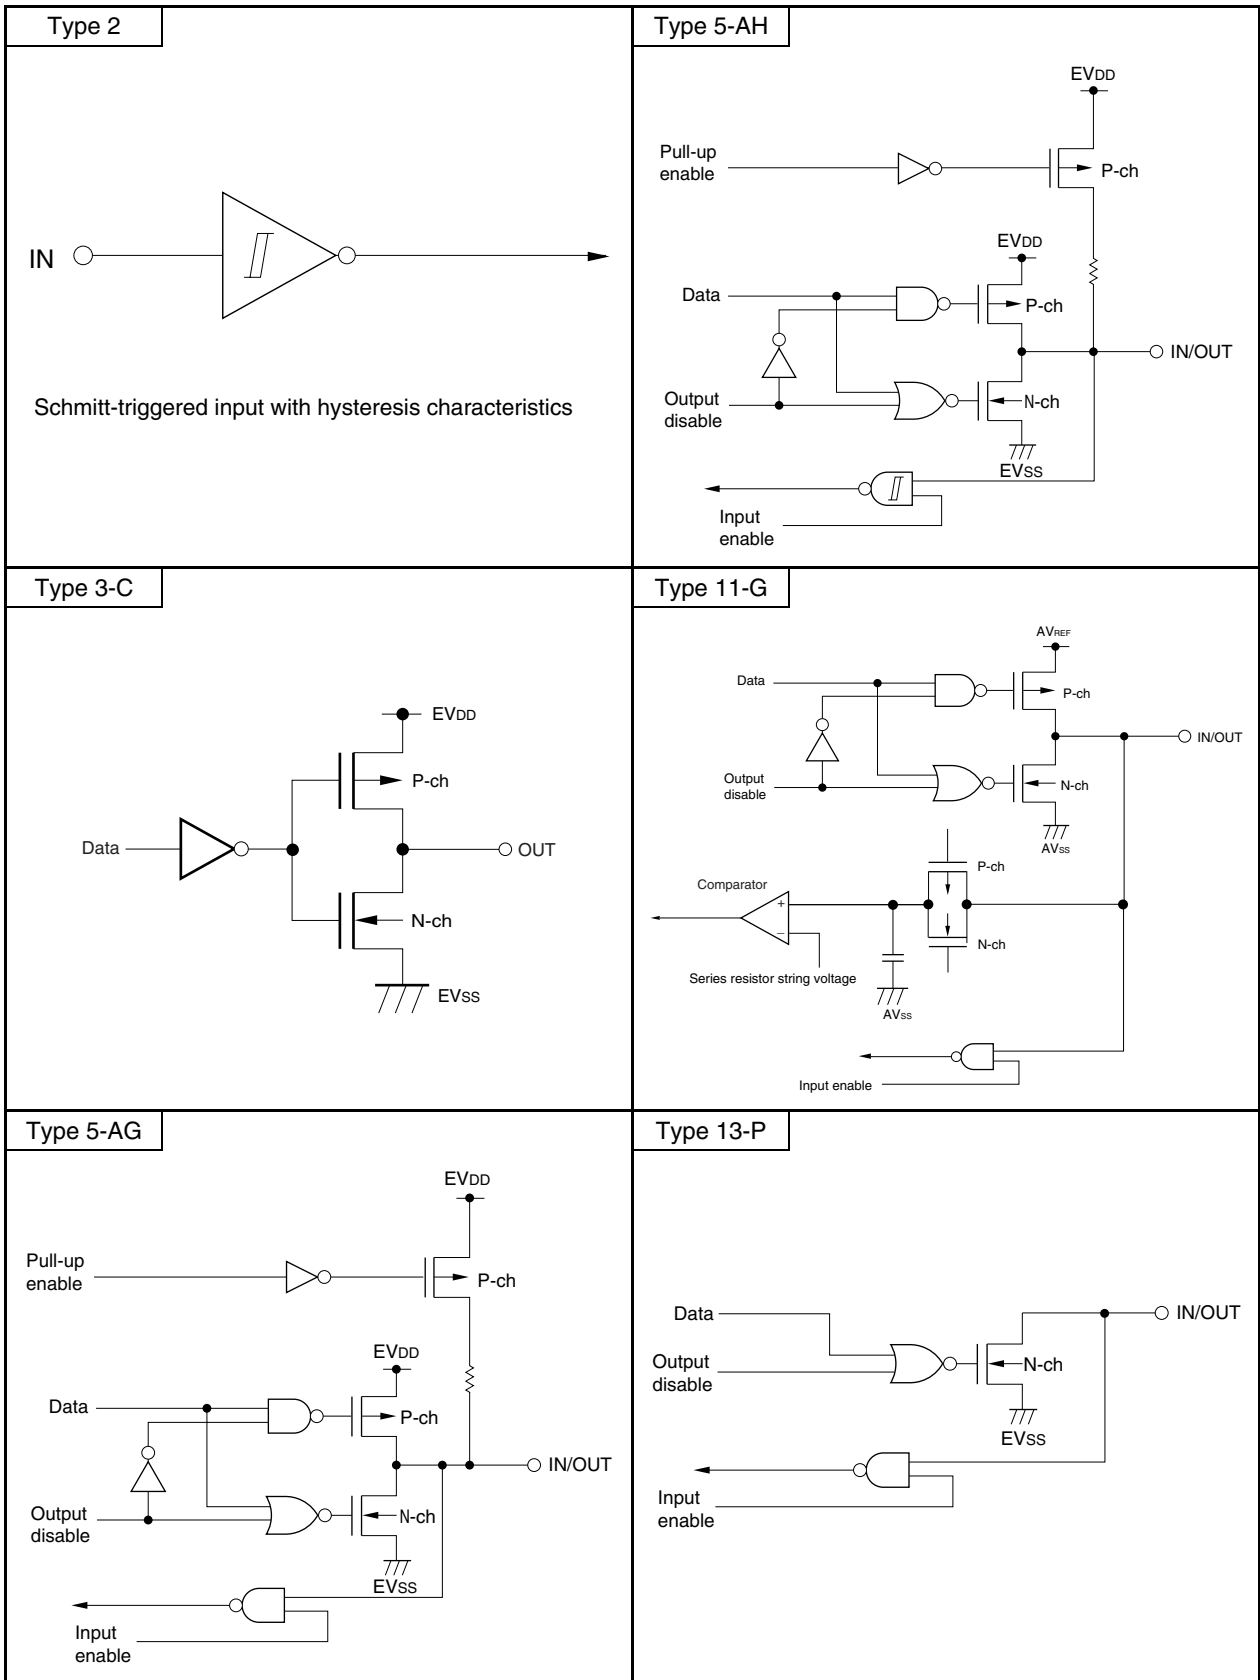 Type 2
IN
Schmitt-triggered input with hysteresis characteristics
Type 5-AH
EVDD
Pull-up
enable
P-ch
EVDD
Data
P-ch
IN/OUT
Output
disable
N-ch
EVSS
Input
enable
Type 3-C
EVDD
P-ch
Data
OUT
N-ch
EVSS
Type 11-G
AVREF
Data
P-ch
IN/OUT
Output
disable
N-ch
AVSS
P-ch
Comparator
+
–
N-ch
Series resistor string voltage
AVSS
Input enable
Type 5-AG
EVDD
Pull-up
enable
P-ch
EVDD
Data
P-ch
IN/OUT
Output
disable
N-ch
EVSS
Input
enable
Type 13-P
Data
IN/OUT
Output
disable
N-ch
EVSS
Input
enable